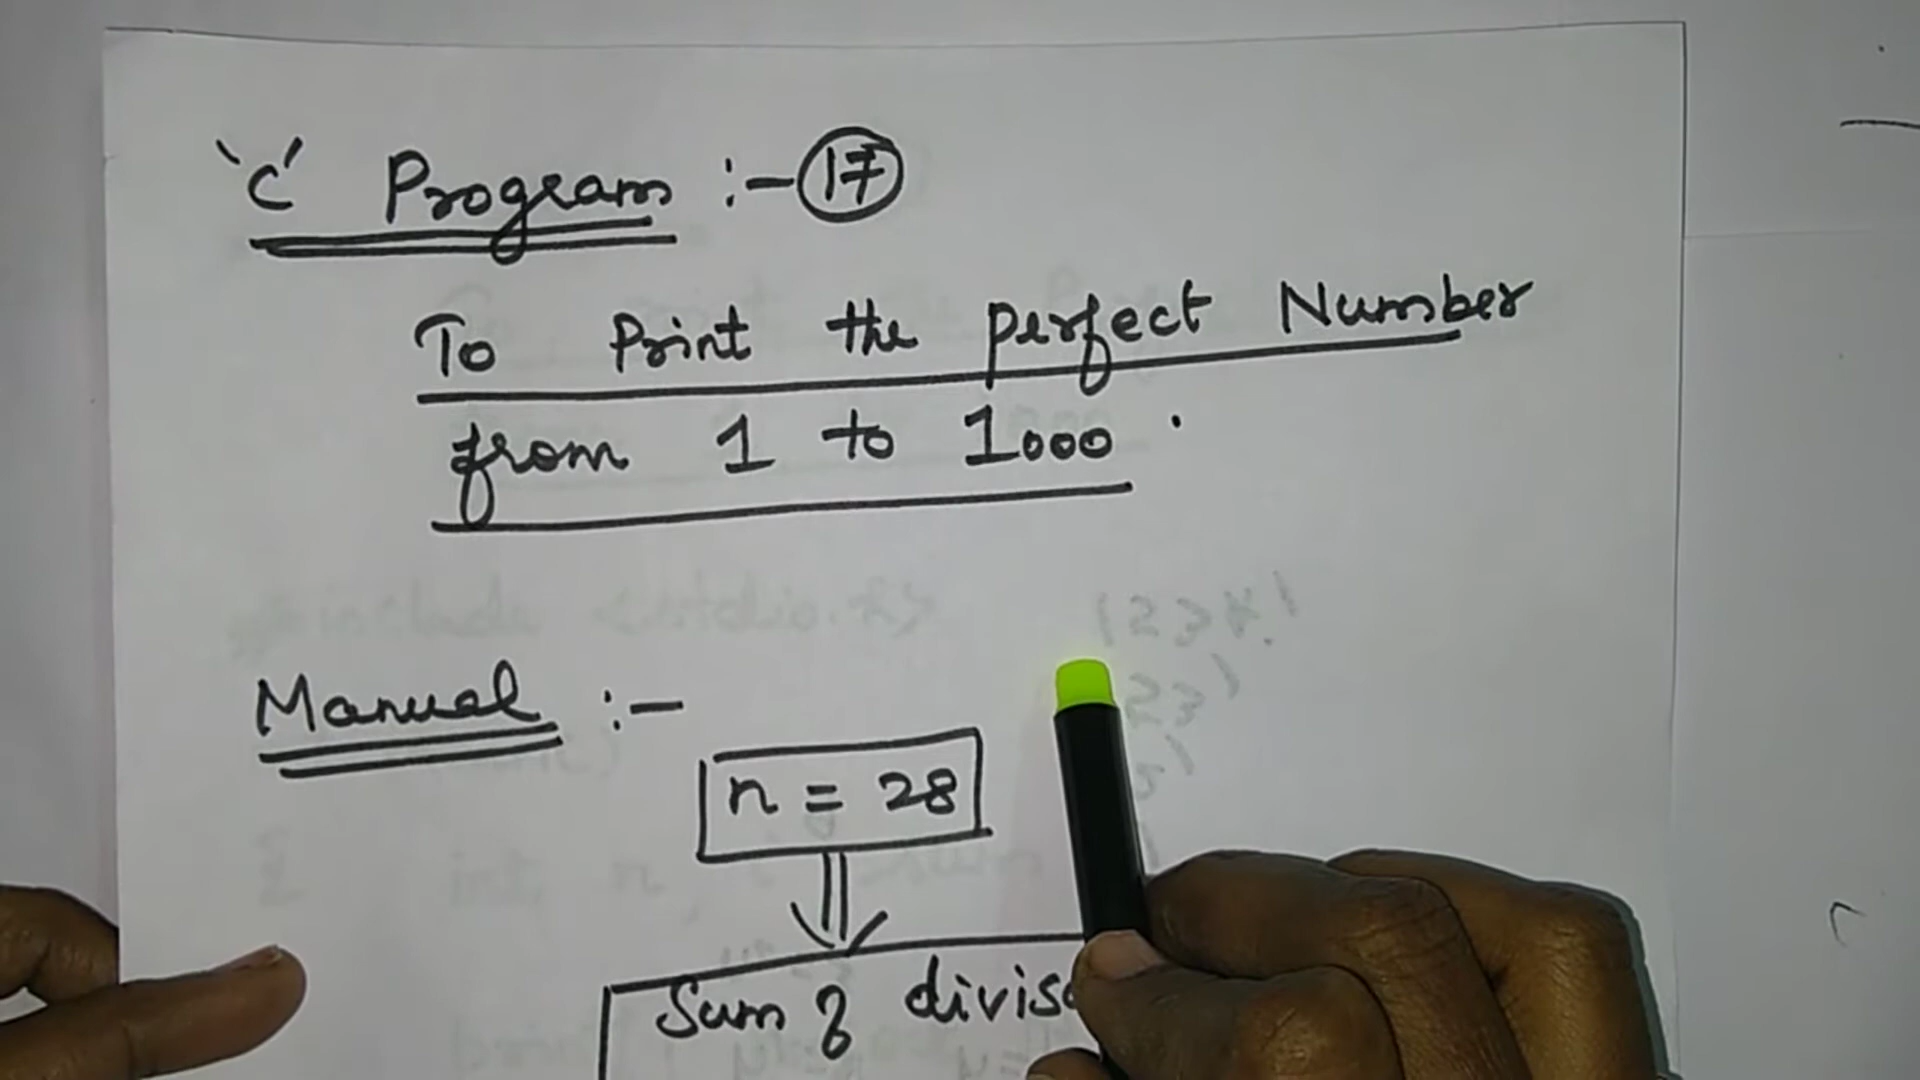 'C' Program :- 17
To Print the perfect Number
from 1 to 1000.
Manual :-
n = 28
Sum of